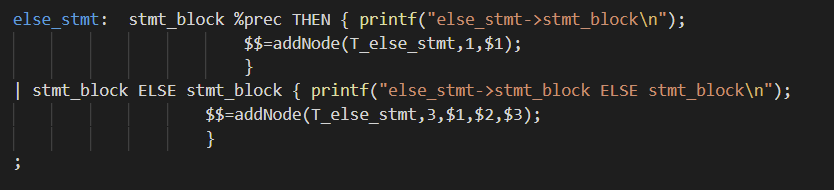 else_stmt:  stmt_block %prec THEN { printf("else_stmt->stmt_block\n");
$$=addNode(T_else_stmt,1,$1);
}
| stmt_block ELSE stmt_block { printf("else_stmt->stmt_block ELSE stmt_block\n");
$$=addNode(T_else_stmt,3,$1,$2,$3);
}
;